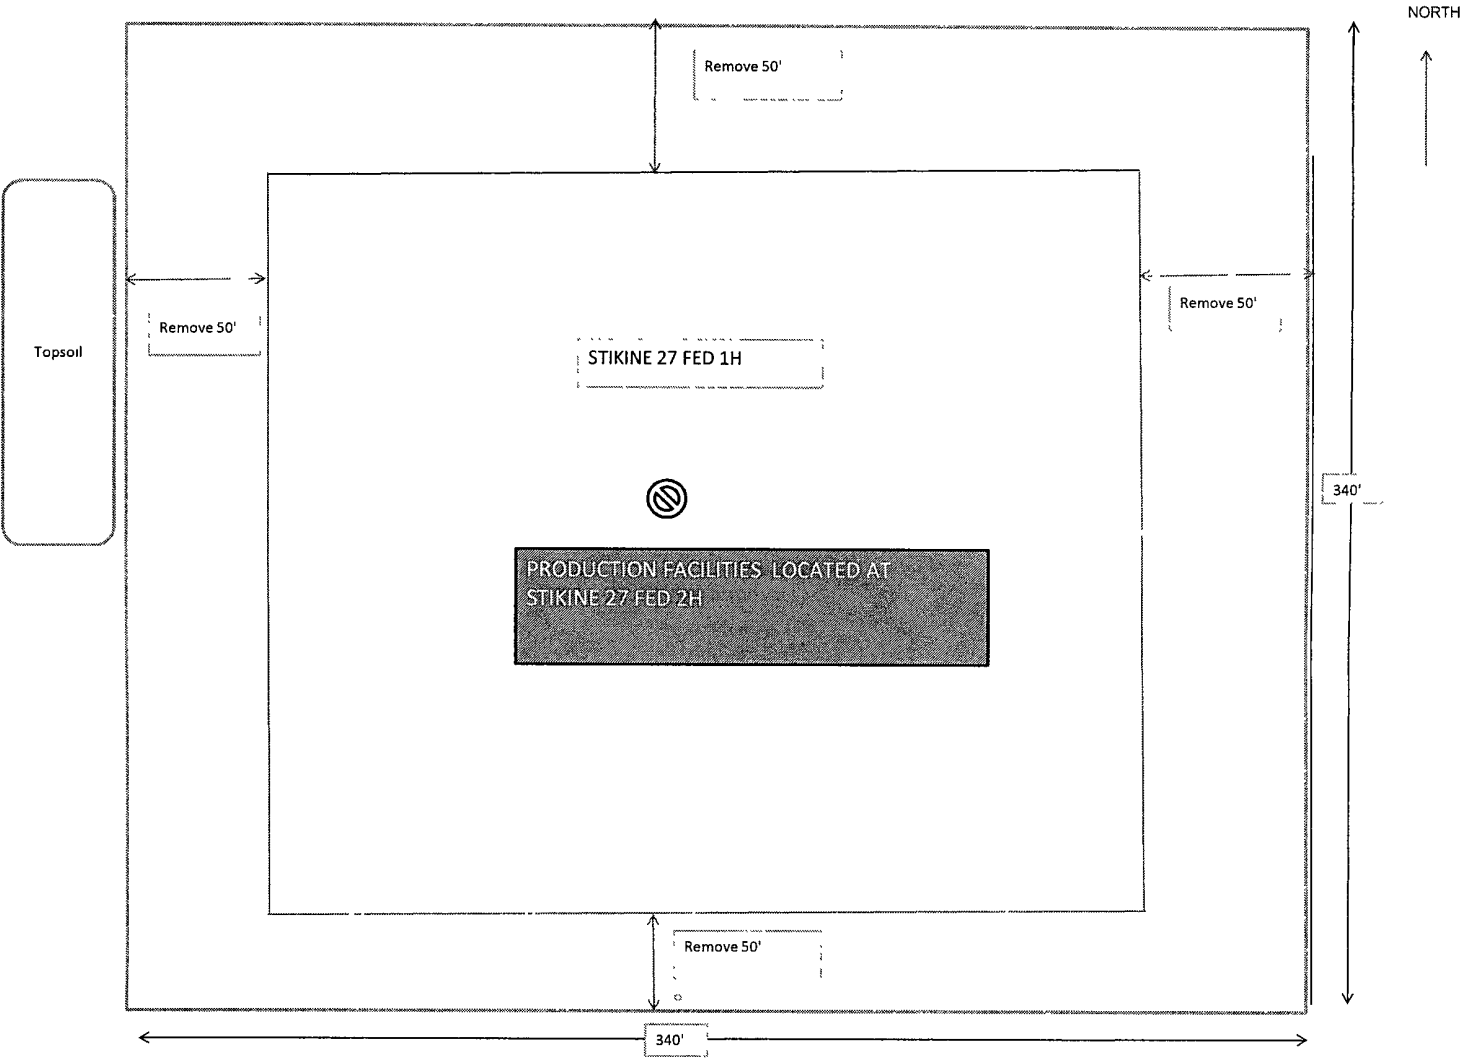 NORTH
Remove 50'
Remove 50'
Remove 50'
Topsoil
STIKINE 27 FED 1H
340'
PRODUCTION FACILITIES LOCATED AT
STIKINE 27 FED 2H
Remove 50'
340'